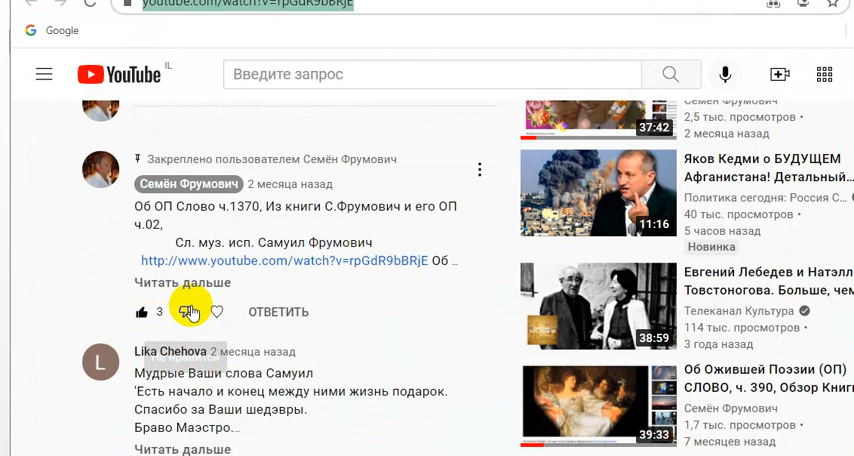 youtube.com/watch?v=rpGdR9bBRjE
Google
YouTube IL
Введите запрос
Закреплено пользователем Семён Фрумович
Семён Фрумович 2 месяца назад
Об ОП Слово ч.1370, Из книги С.Фрумович и его ОП
ч.02,
Сл. муз. исп. Самуил Фрумович
http://www.youtube.com/watch?v=rpGdR9bBRjE Об ...
Читать дальше
3 ОТВЕТИТЬ
Не нравится
L
Lika Chehova 2 месяца назад
Мудрые Ваши слова Самуил
'Есть начало и конец между ними жизнь подарок.
Спасибо за Ваши шедевры.
Браво Маэстро...
Читать дальше
37:42
Семён Фрумович
2,5 тыс. просмотров •
2 месяца назад
11:16
Яков Кедми о БУДУЩЕМ
Афганистана! Детальный...
Политика сегодня: Россия С...
40 тыс. просмотров •
5 часов назад
Новинка
38:59
Евгений Лебедев и Натэлл
Товстоногова. Больше, чем
Телеканал Культура
114 тыс. просмотров •
3 года назад
39:33
Об Ожившей Поэзии (ОП)
СЛОВО, ч. 390, Обзор Книги
Семён Фрумович
1,7 тыс. просмотров •
7 месяцев назад